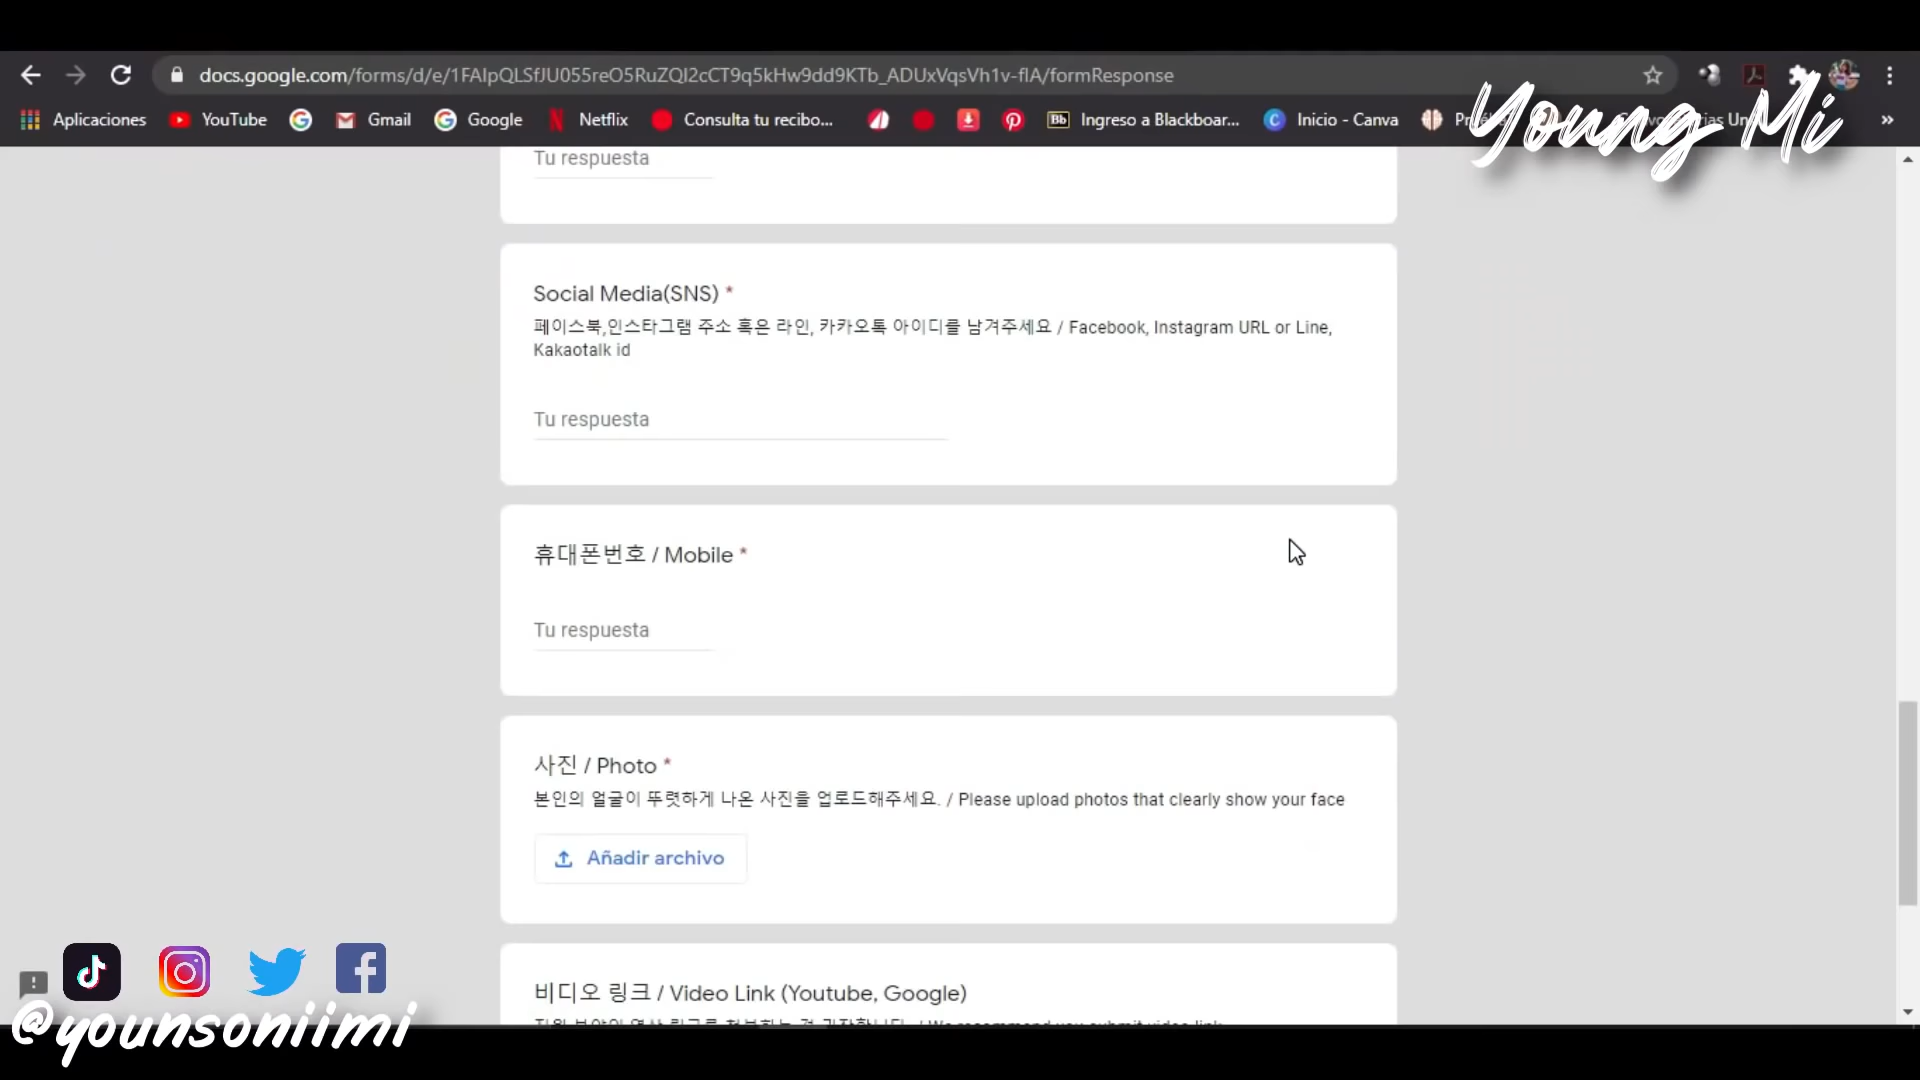 docs.google.com/forms/d/e/1FAIpQLSfJU055reO5RuZQI2cCT9q5kHw9dd9KTb_ADUxVqsVh1v-flA/formResponse
Aplicaciones YouTube Gmail Google Netflix Consulta tu recibo... Bb Ingreso a Blackboar... Inicio - Canva
Young Mi
Tu respuesta
Social Media(SNS) *
페이스북,인스타그램 주소 혹은 라인, 카카오톡 아이디를 남겨주세요 / Facebook, Instagram URL or Line,
Kakaotalk id
Tu respuesta
휴대폰번호 / Mobile *
Tu respuesta
사진 / Photo *
본인의 얼굴이 뚜렷하게 나온 사진을 업로드해주세요. / Please upload photos that clearly show your face
Añadir archivo
비디오 링크 / Video Link (Youtube, Google)
@younsoniimi